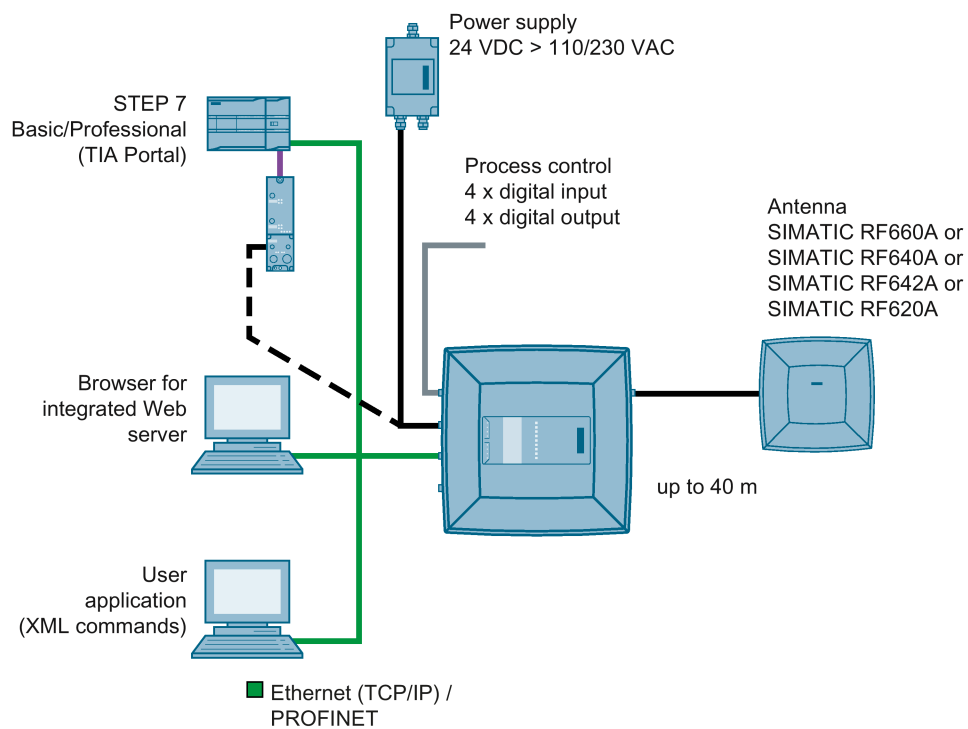 Power supply
24 VDC > 110/230 VAC
STEP 7
Basic/Professional
(TIA Portal)
Process control
4 x digital input
4 x digital output
Antenna
SIMATIC RF660A or
SIMATIC RF640A or
SIMATIC RF642A or
SIMATIC RF620A
Browser for
integrated Web
server
up to 40 m
User
application
(XML commands)
Ethernet (TCP/IP) /
PROFINET